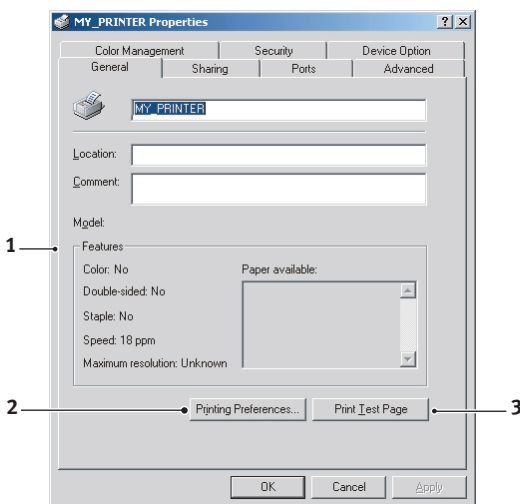 MY_PRINTER Properties
Color Management Security Device Option
General Sharing Ports Advanced
MY_PRINTER
Location:
Comment:
Model:
1
Features
Color: No Paper available:
Double-sided: No
Staple: No
Speed: 18 ppm
Maximum resolution: Unknown
2 Printing Preferences... Print Test Page 3
OK Cancel Apply